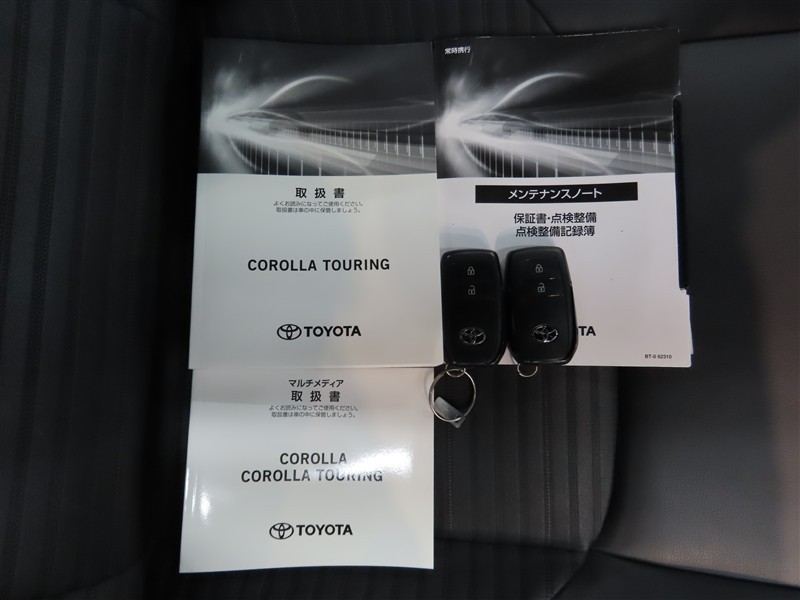 取扱書
よくお読みになってご使用ください。
取扱書は車の中に保管しましょう。
COROLLA TOURING
TOYOTA
常時携行
メンテナンスノート
保証書・点検整備
点検整備記録簿
TA
BT-II 62310
マルチメディア
取扱書
よくお読みになってご使用ください。
取扱書は車の中に保管しましょう。
COROLLA
COROLLA TOURING
TOYOTA